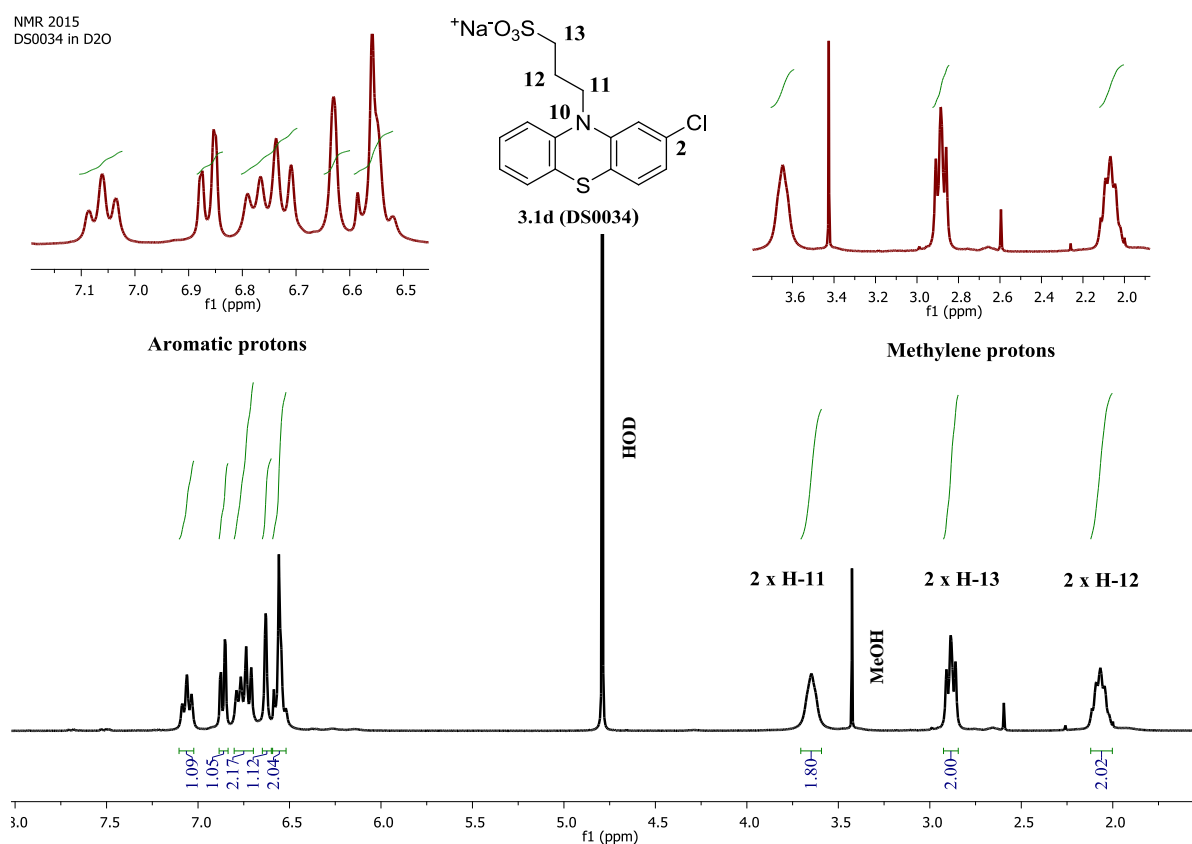 NMR 2015
DS0034 in D2O
+Na-O3S
13
12
11
10
N
Cl
2
S
3.1d (DS0034)
7.1 7.0 6.9 6.8 6.7 6.6 6.5
f1 (ppm)
Aromatic protons
3.6 3.4 3.2 3.0 2.8 2.6 2.4 2.2 2.0
f1 (ppm)
Methylene protons
HOD
2 x H-11
MeOH
2 x H-13
2 x H-12
1.09
1.05
2.17
1.12
2.04
1.80
2.00
2.02
8.0 7.5 7.0 6.5 6.0 5.5 5.0 4.5 4.0 3.5 3.0 2.5 2.0
f1 (ppm)